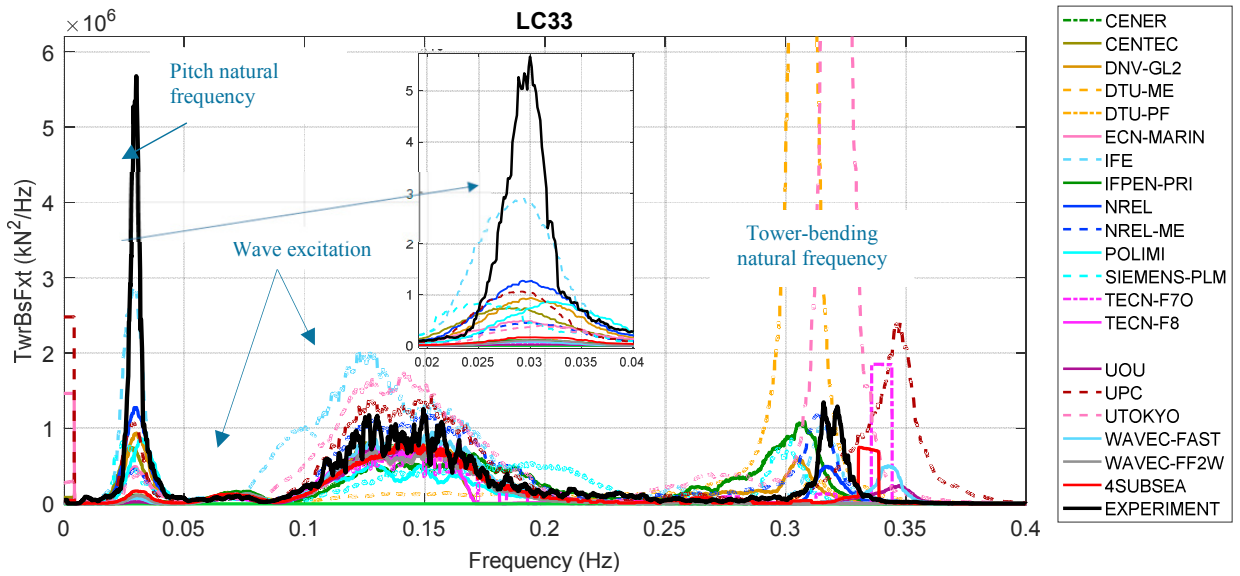 LC33
×10⁶
6
5
4
3
2
1
0
TwrBsFxt (kN²/Hz)
Pitch natural
frequency
Wave excitation
Tower-bending
natural frequency
5
4
3
2
1
0
0.02 0.025 0.03 0.035 0.04
0 0.05 0.1 0.15 0.2 0.25 0.3 0.35 0.4
Frequency (Hz)
CENER
CENTEC
DNV-GL2
DTU-ME
DTU-PF
ECN-MARIN
IFE
IFPEN-PRI
NREL
NREL-ME
POLIMI
SIEMENS-PLM
TECN-F7O
TECN-F8
UOU
UPC
UTOKYO
WAVEC-FAST
WAVEC-FF2W
4SUBSEA
EXPERIMENT